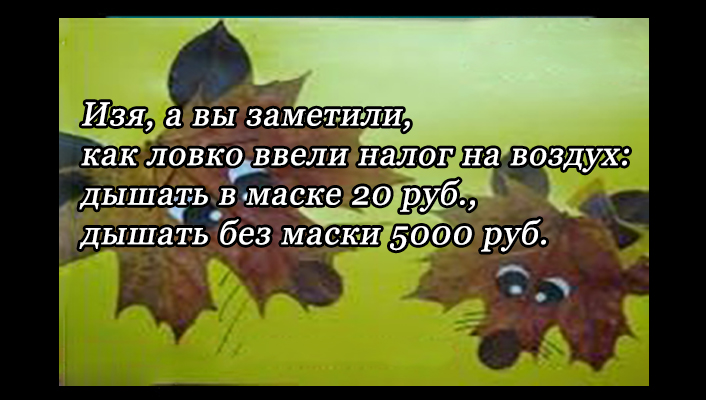 Изя, а вы заметили,
как ловко ввели налог на воздух:
дышать в маске 20 руб.,
дышать без маски 5000 руб.